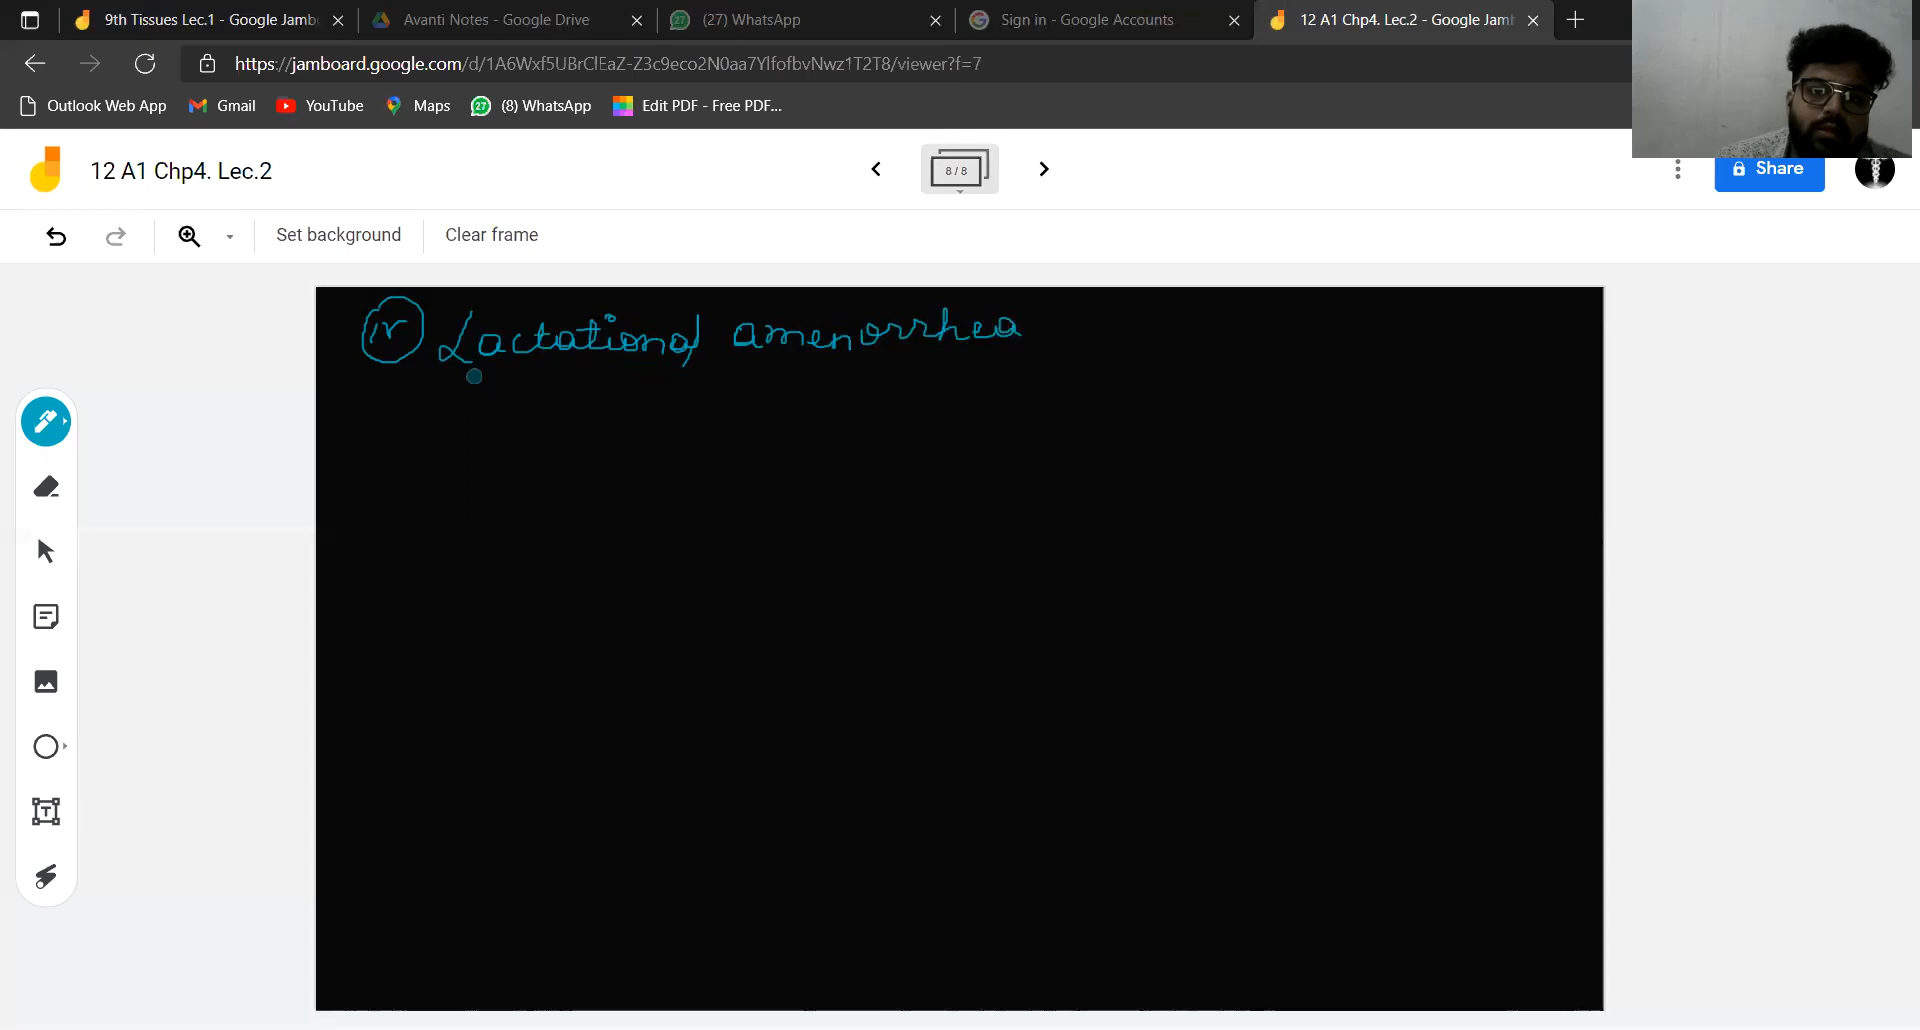 9th Tissues Lec.1 - Google Jambo
Avanti Notes - Google Drive
(27) WhatsApp
Sign in - Google Accounts
12 A1 Chp4. Lec.2 - Google Jamb
https://jamboard.google.com/d/1A6Wxf5UBrClEaZ-Z3c9eco2N0aa7YlfofbvNwz1T2T8/viewer?f=7
Outlook Web App
Gmail
YouTube
Maps
27
(8) WhatsApp
Edit PDF - Free PDF...
12 A1 Chp4. Lec.2
8 / 8
Share
Set background
Clear frame
Lactational amenorrhea